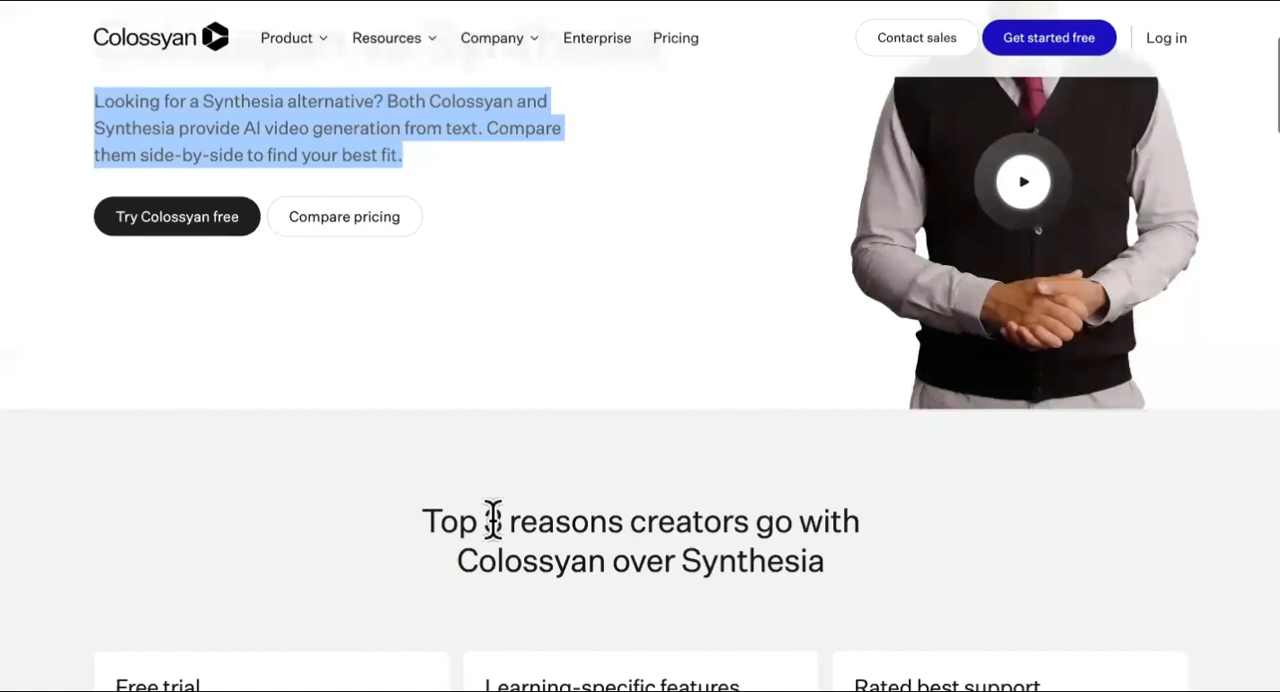 Colossyan
Product
Resources
Company
Enterprise
Pricing
Contact sales
Get started free
Log in
Looking for a Synthesia alternative? Both Colossyan and
Synthesia provide AI video generation from text. Compare
them side-by-side to find your best fit.
Try Colossyan free
Compare pricing
Top reasons creators go with
Colossyan over Synthesia
Free trial
Learning-specific features
Rated best support